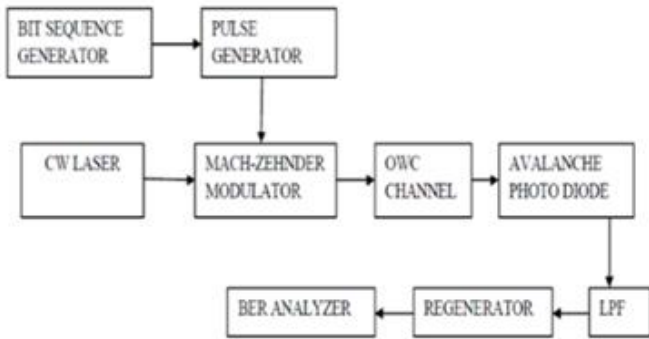 BIT SEQUENCE
GENERATOR
PULSE
GENERATOR
CW LASER
MACH-ZEHNDER
MODULATOR
OWC
CHANNEL
AVALANCHE
PHOTO DIODE
BER ANALYZER
REGENERATOR
LPF